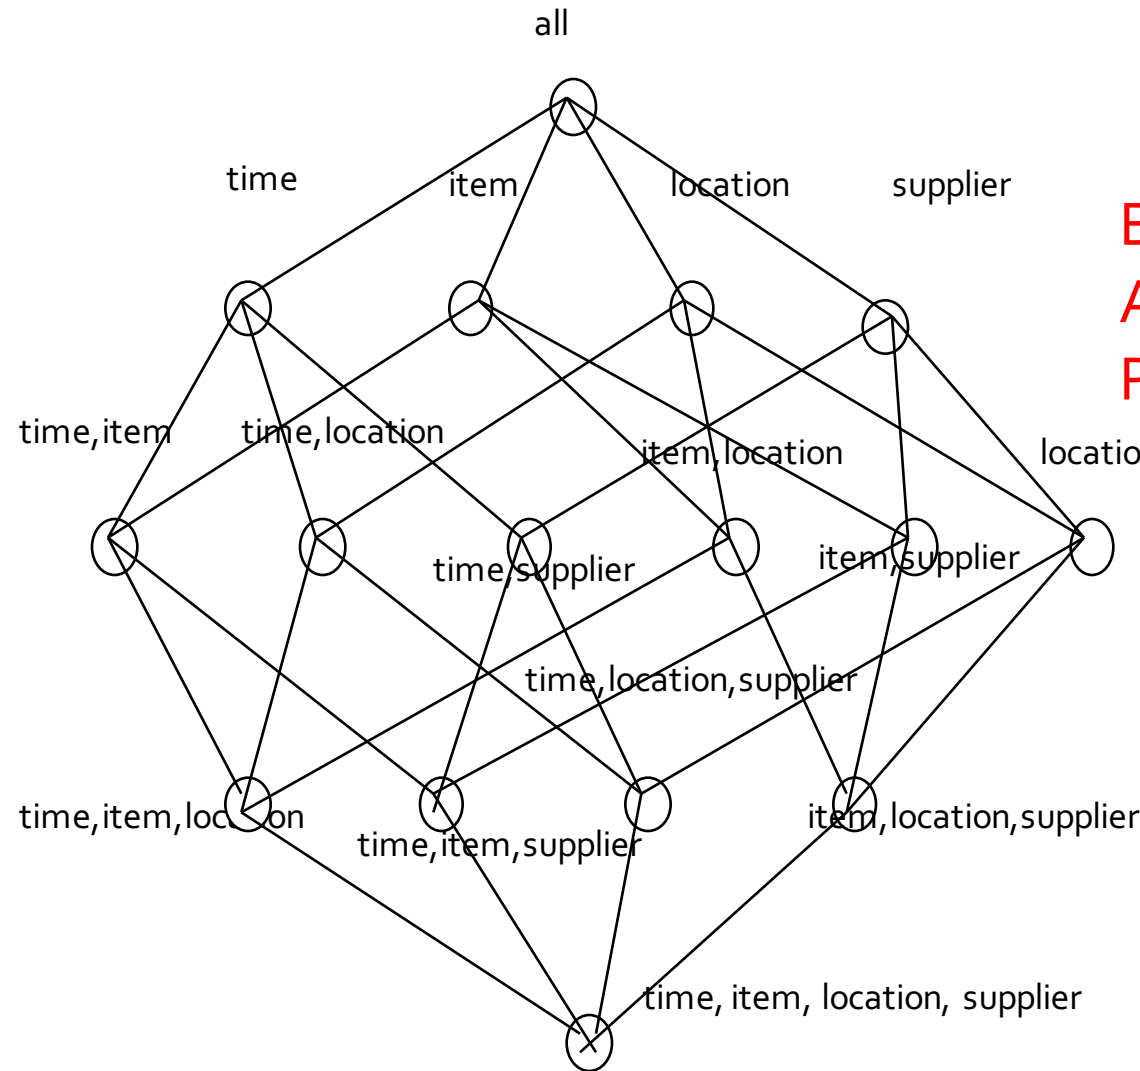 all
time
item
location
supplier
E
A
P
time,item
time,location
item,location
time,supplier
item,supplier
time,location,supplier
time,item,location
time,item,supplier
item,location,supplier
time, item, location, supplier